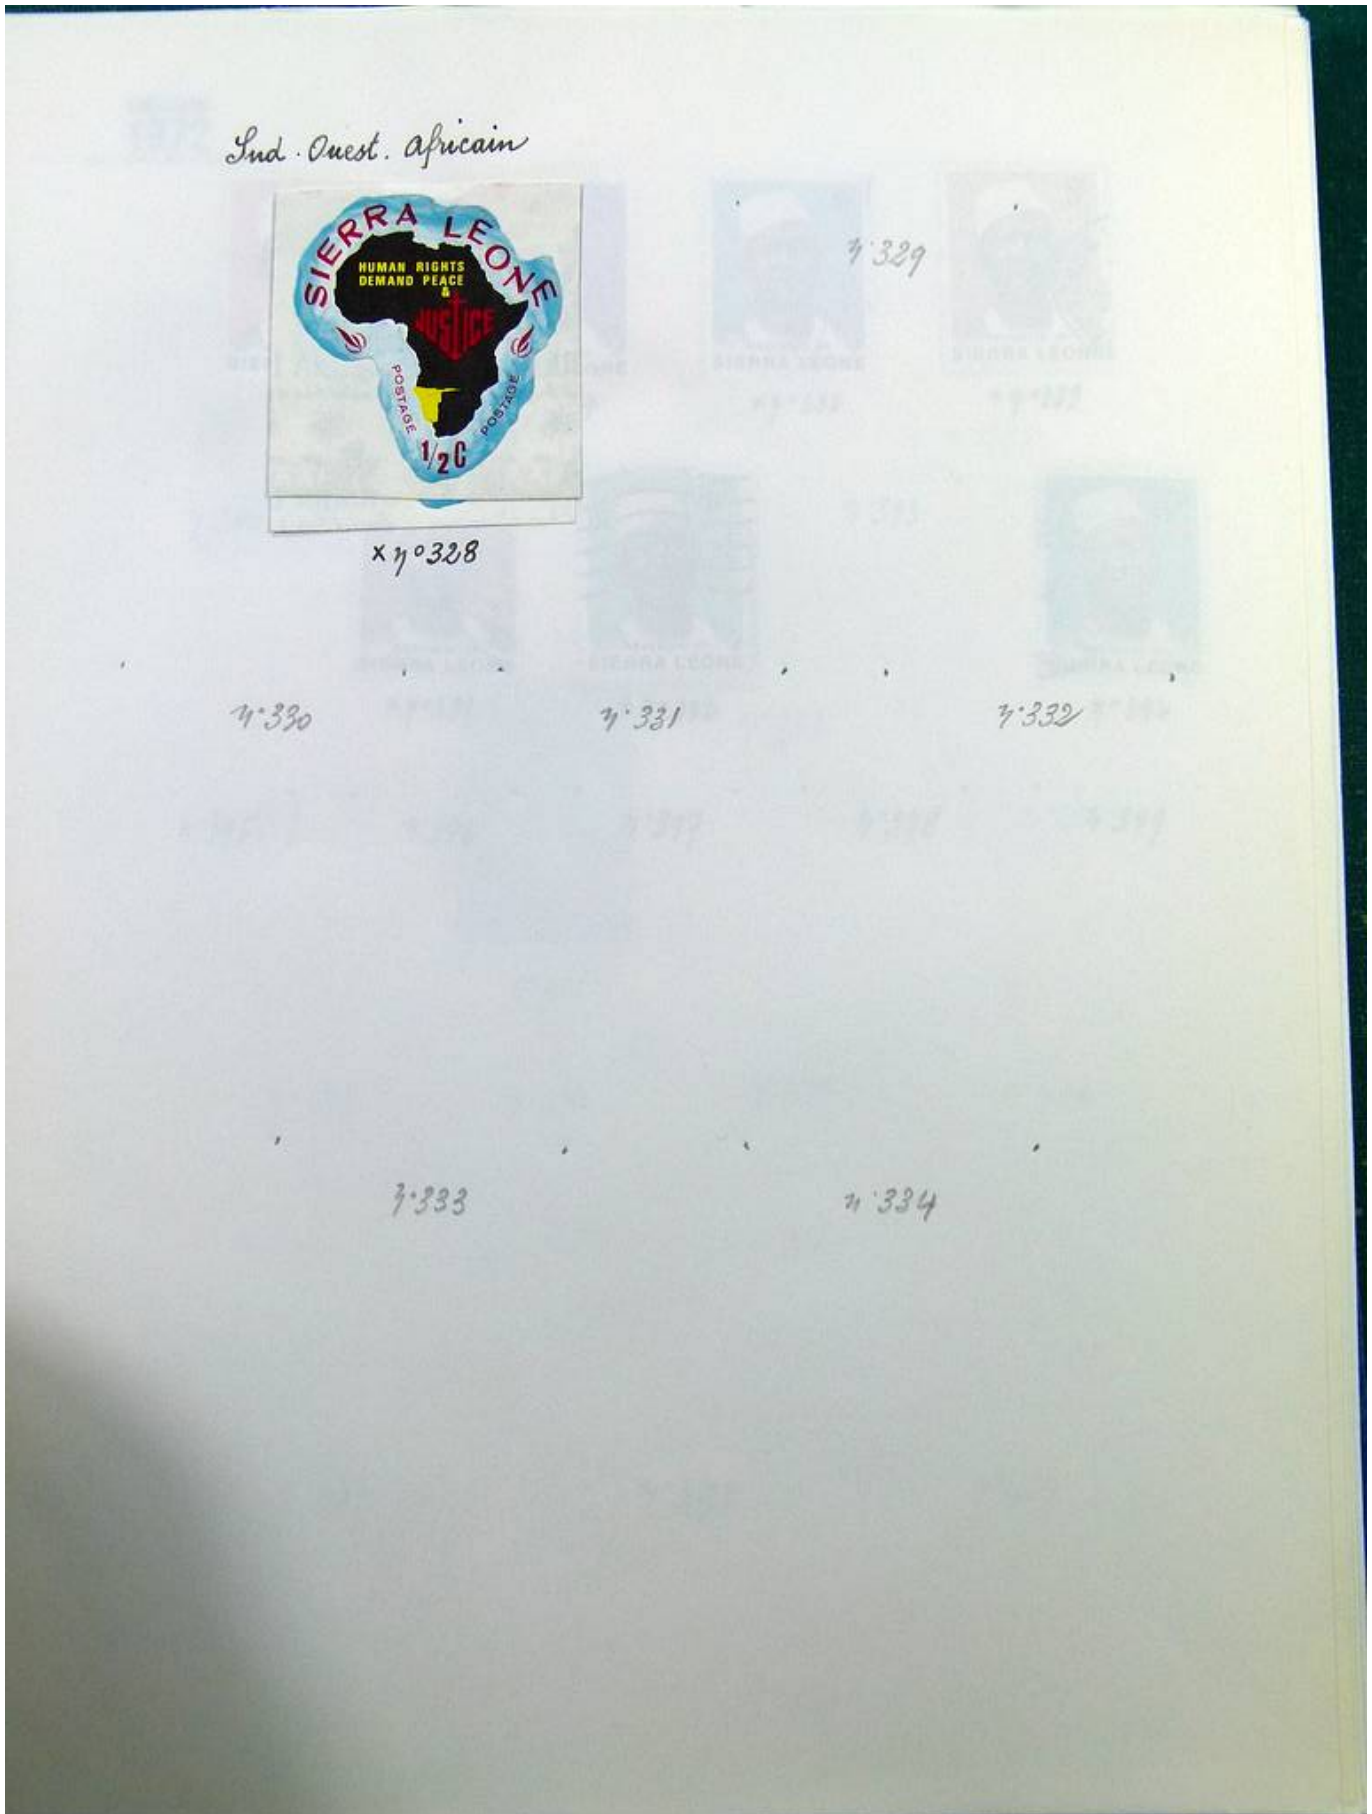 Sud. Ouest. Africain
SIERRA LEONE
HUMAN RIGHTS
DEMAND PEACE
&
JUSTICE
POSTAGE
POSTAGE
1/2 C
n°329
x n°328
n°330
n°331
n°332
n°333
n°334